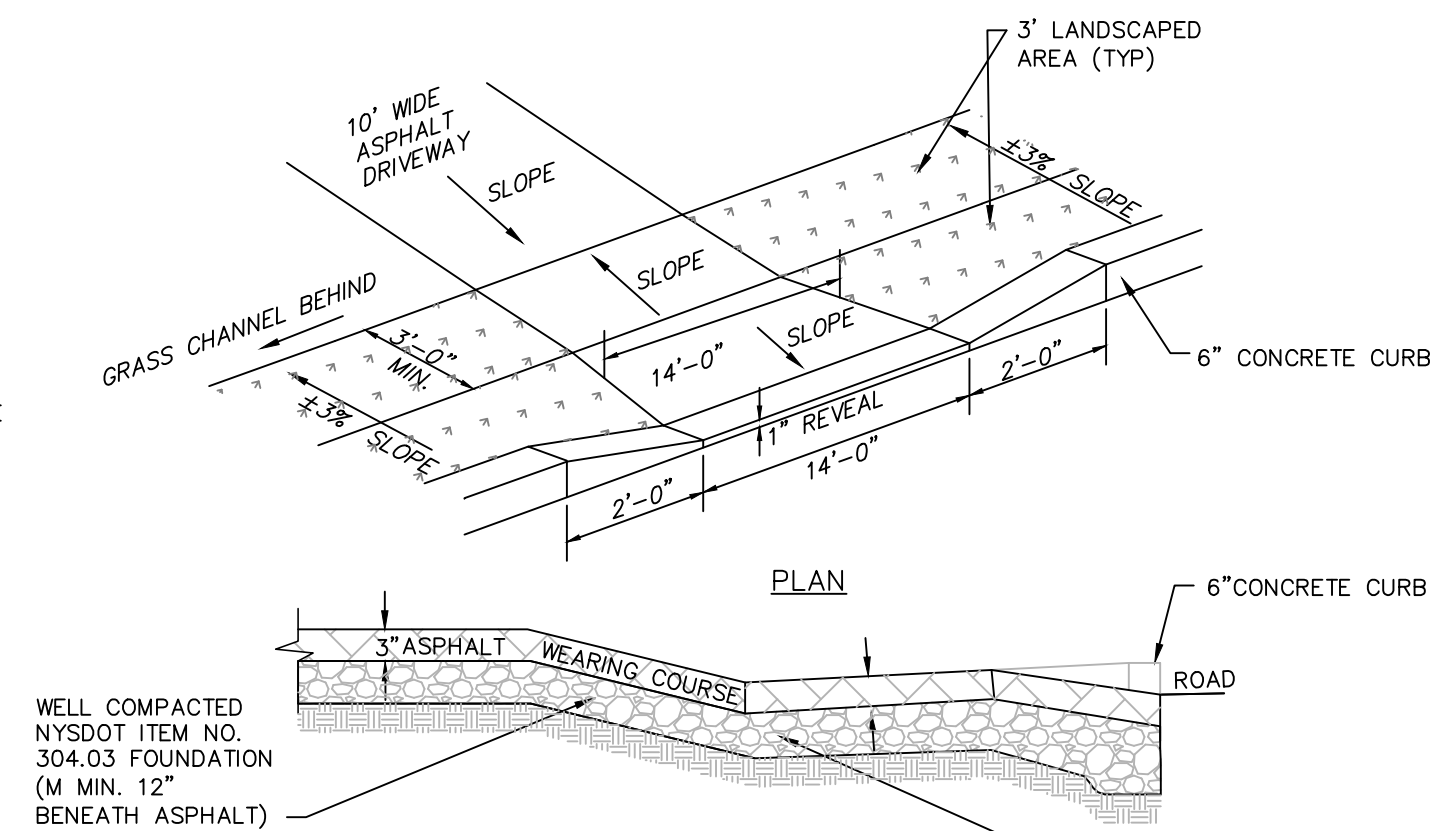 3' LANDSCAPED
AREA (TYP)
10' WIDE
ASPHALT
DRIVEWAY
SLOPE
±3% SLOPE
SLOPE
GRASS CHANNEL BEHIND
3'-0"
MIN.
SLOPE
14'-0"
6" CONCRETE CURB
2'-0"
±3% SLOPE
1" REVEAL
14'-0"
2'-0"
PLAN
6"CONCRETE CURB
3"ASPHALT
WEARING COURSE
ROAD
WELL COMPACTED
NYSDOT ITEM NO.
304.03 FOUNDATION
(M MIN. 12"
BENEATH ASPHALT)